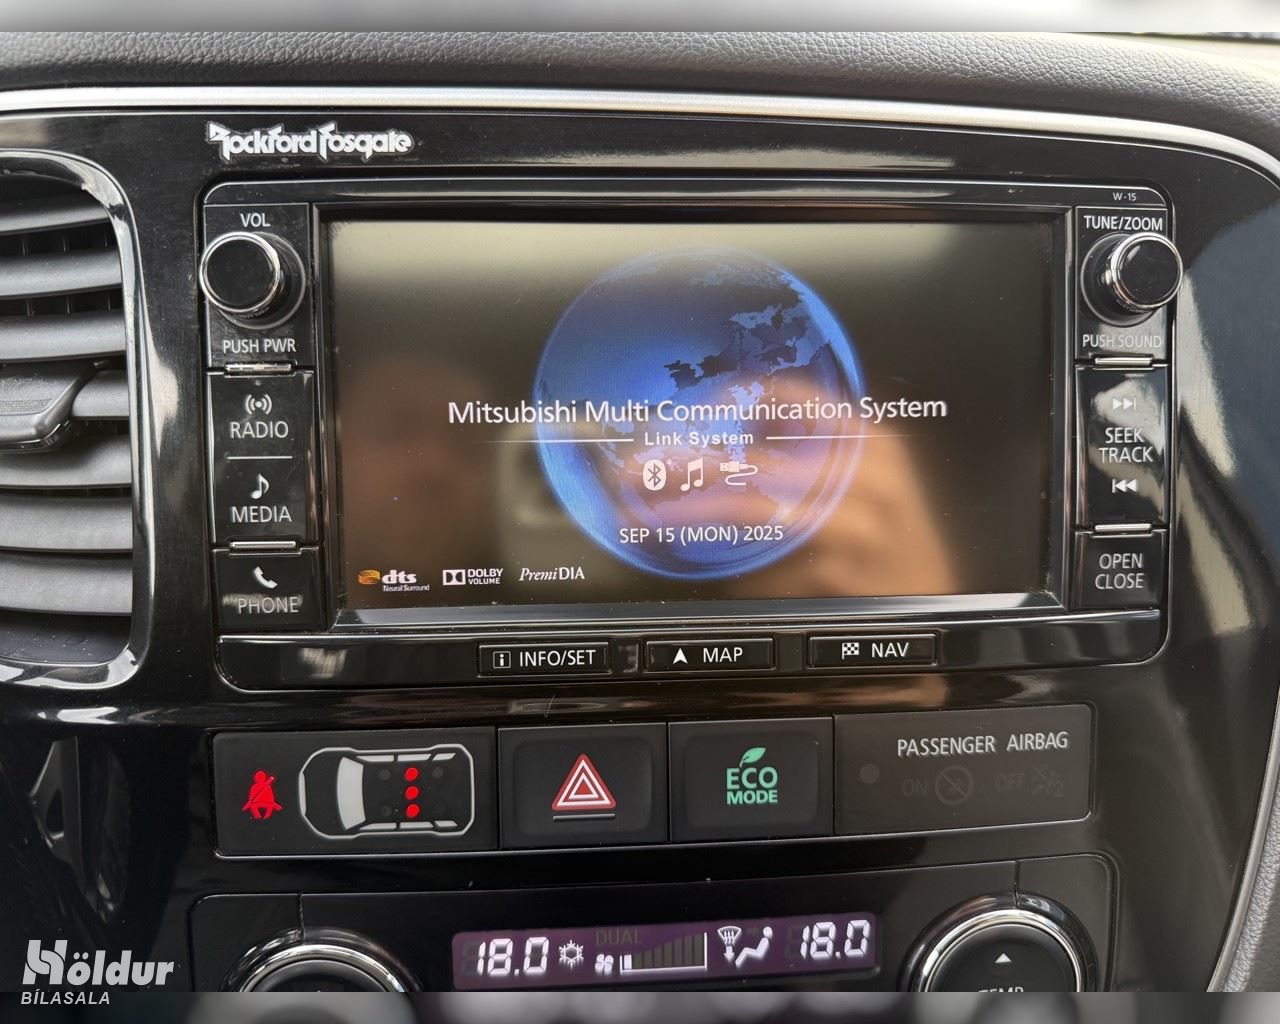 Rockford Fosgate
W-15
VOL
TUNE/ZOOM
PUSH PWR
PUSH SOUND
RADIO
MEDIA
PHONE
SEEK
TRACK
OPEN
CLOSE
Mitsubishi Multi Communication System
Link System
SEP 15 (MON) 2025
dts
Neural Surround
DOLBY
VOLUME
PremiDIA
INFO/SET
MAP
NAV
ECO
MODE
PASSENGER AIRBAG
ON OFF
2
18.0
DUAL
18.0
TEMP
Höldur
BÍLASALA